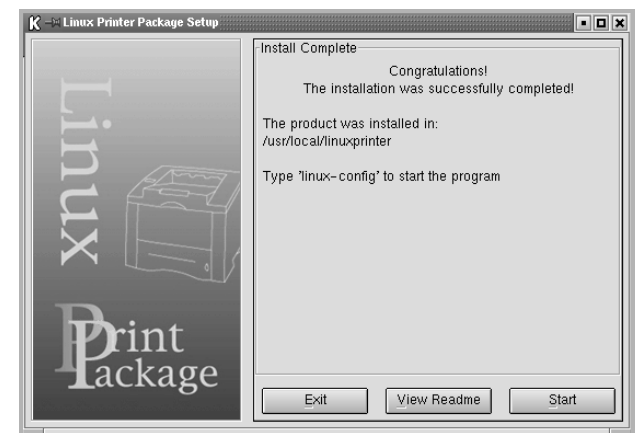 Linux Printer Package Setup
Linux
Print
Package
Install Complete
Congratulations!
The installation was successfully completed!
The product was installed in:
/usr/local/linuxprinter
Type 'linux-config' to start the program
Exit
View Readme
Start